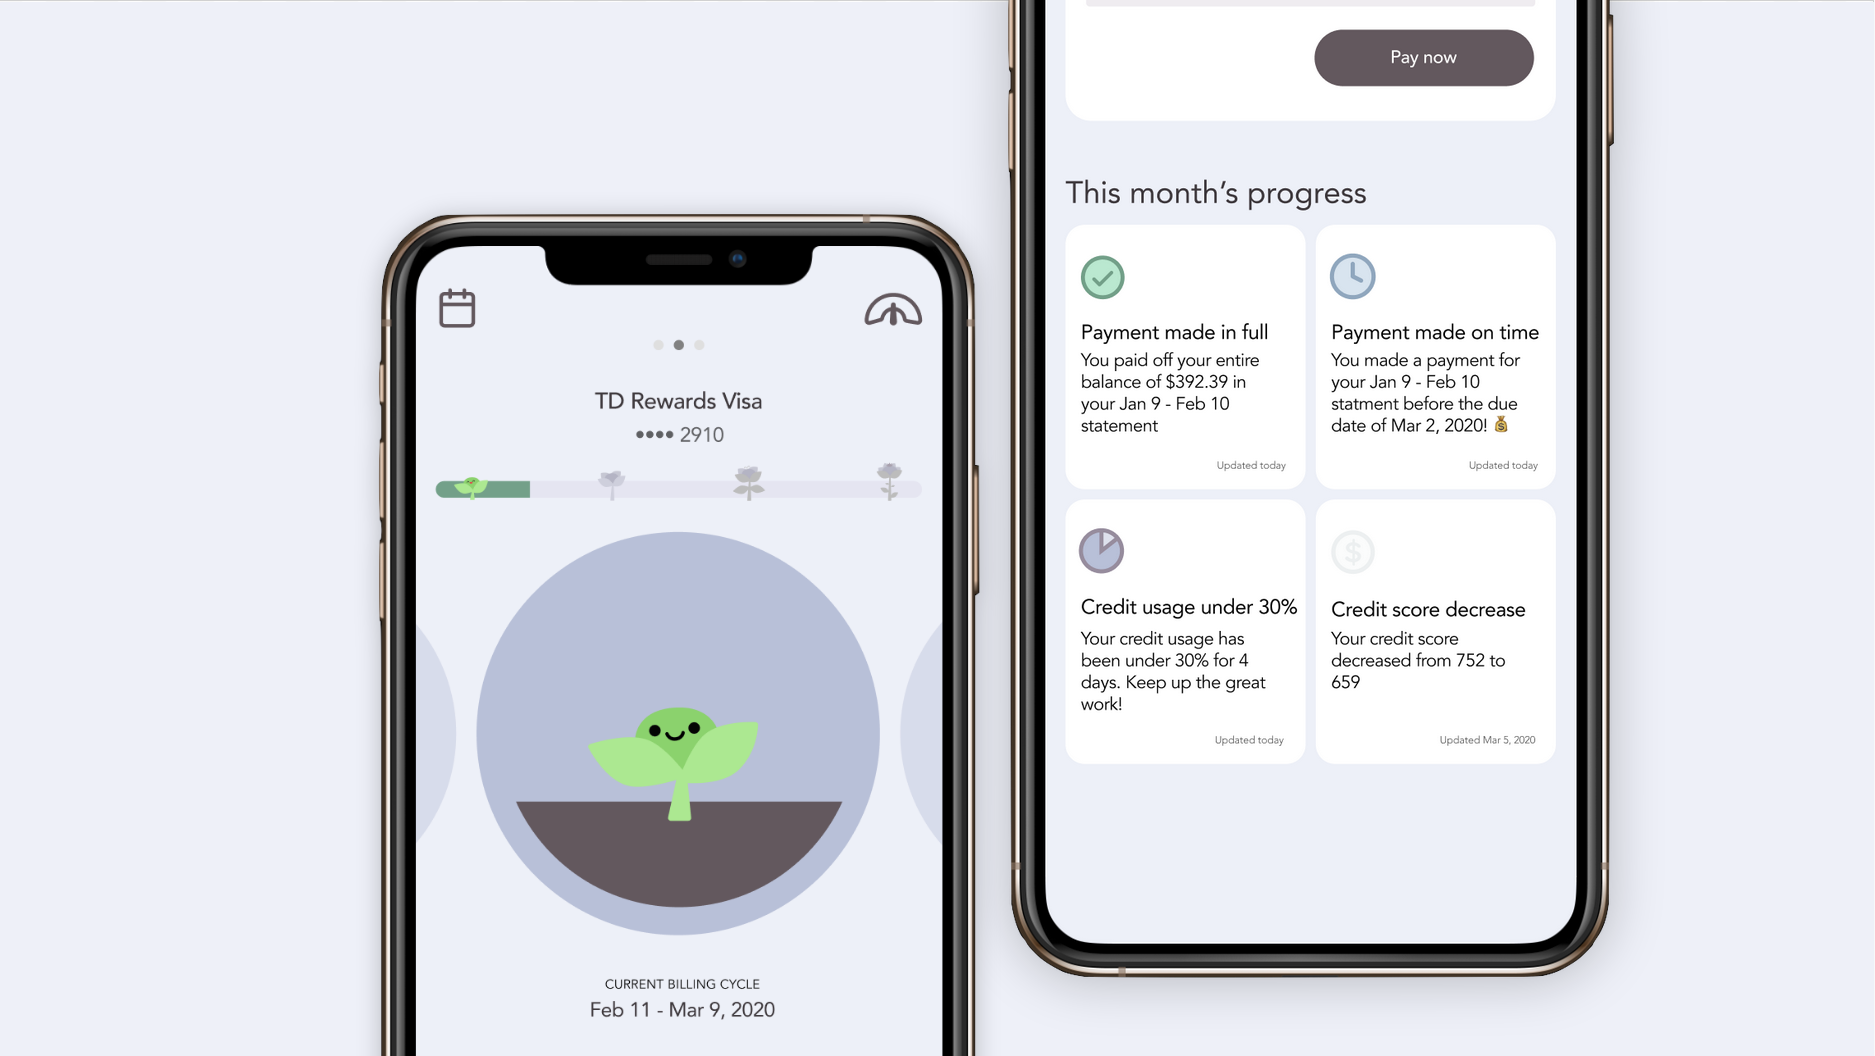 TD Rewards Visa
•••• 2910
CURRENT BILLING CYCLE
Feb 11 - Mar 9, 2020
Pay now
This month’s progress
Payment made in full
You paid off your entire
balance of $392.39 in
your Jan 9 - Feb 10
statement
Updated today
Payment made on time
You made a payment for
your Jan 9 - Feb 10
statment before the due
date of Mar 2, 2020! 💰
Updated today
Credit usage under 30%
Your credit usage has
been under 30% for 4
days. Keep up the great
work!
Updated today
$
Credit score decrease
Your credit score
decreased from 752 to
659
Updated Mar 5, 2020